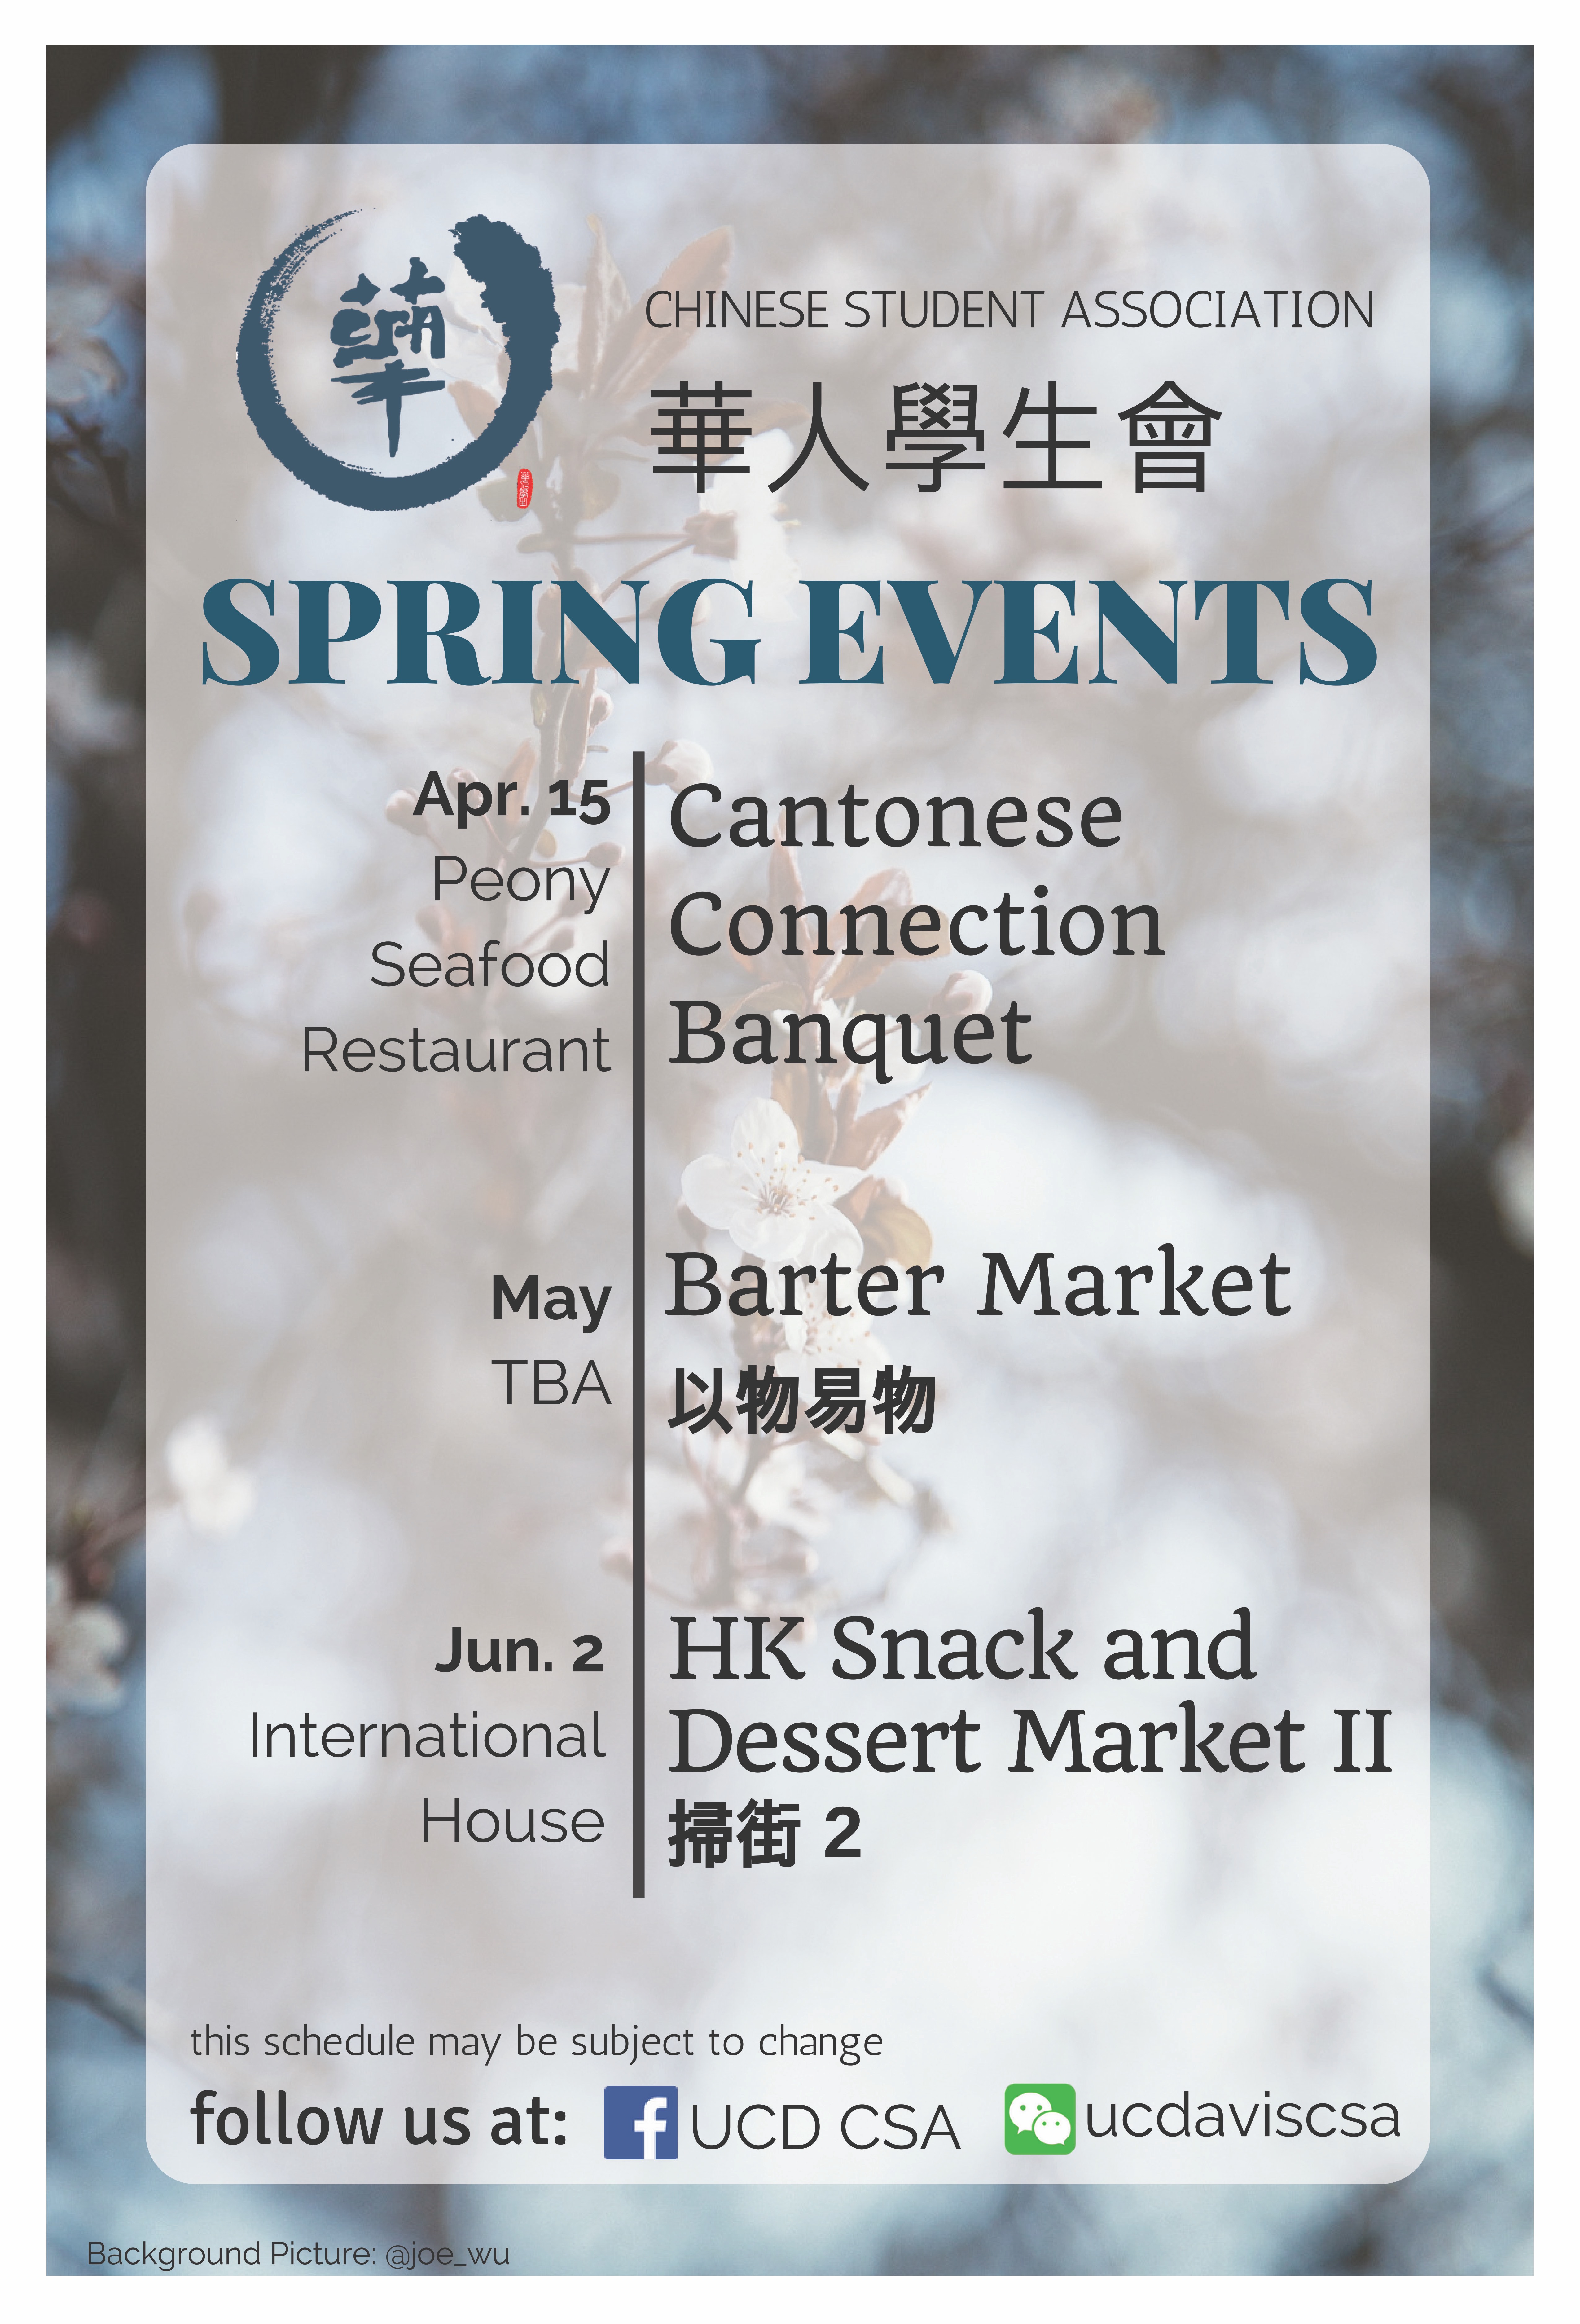 CHINESE STUDENT ASSOCIATION
華人學生會
SPRING EVENTS
Apr. 15
Peony
Seafood
Restaurant
Cantonese
Connection
Banquet
May
TBA
Barter Market
以物易物
Jun. 2
International
House
HK Snack and
Dessert Market II
掃街 2
this schedule may be subject to change
follow us at: UCD CSA ucdaviscsa
Background Picture: @joe_wu